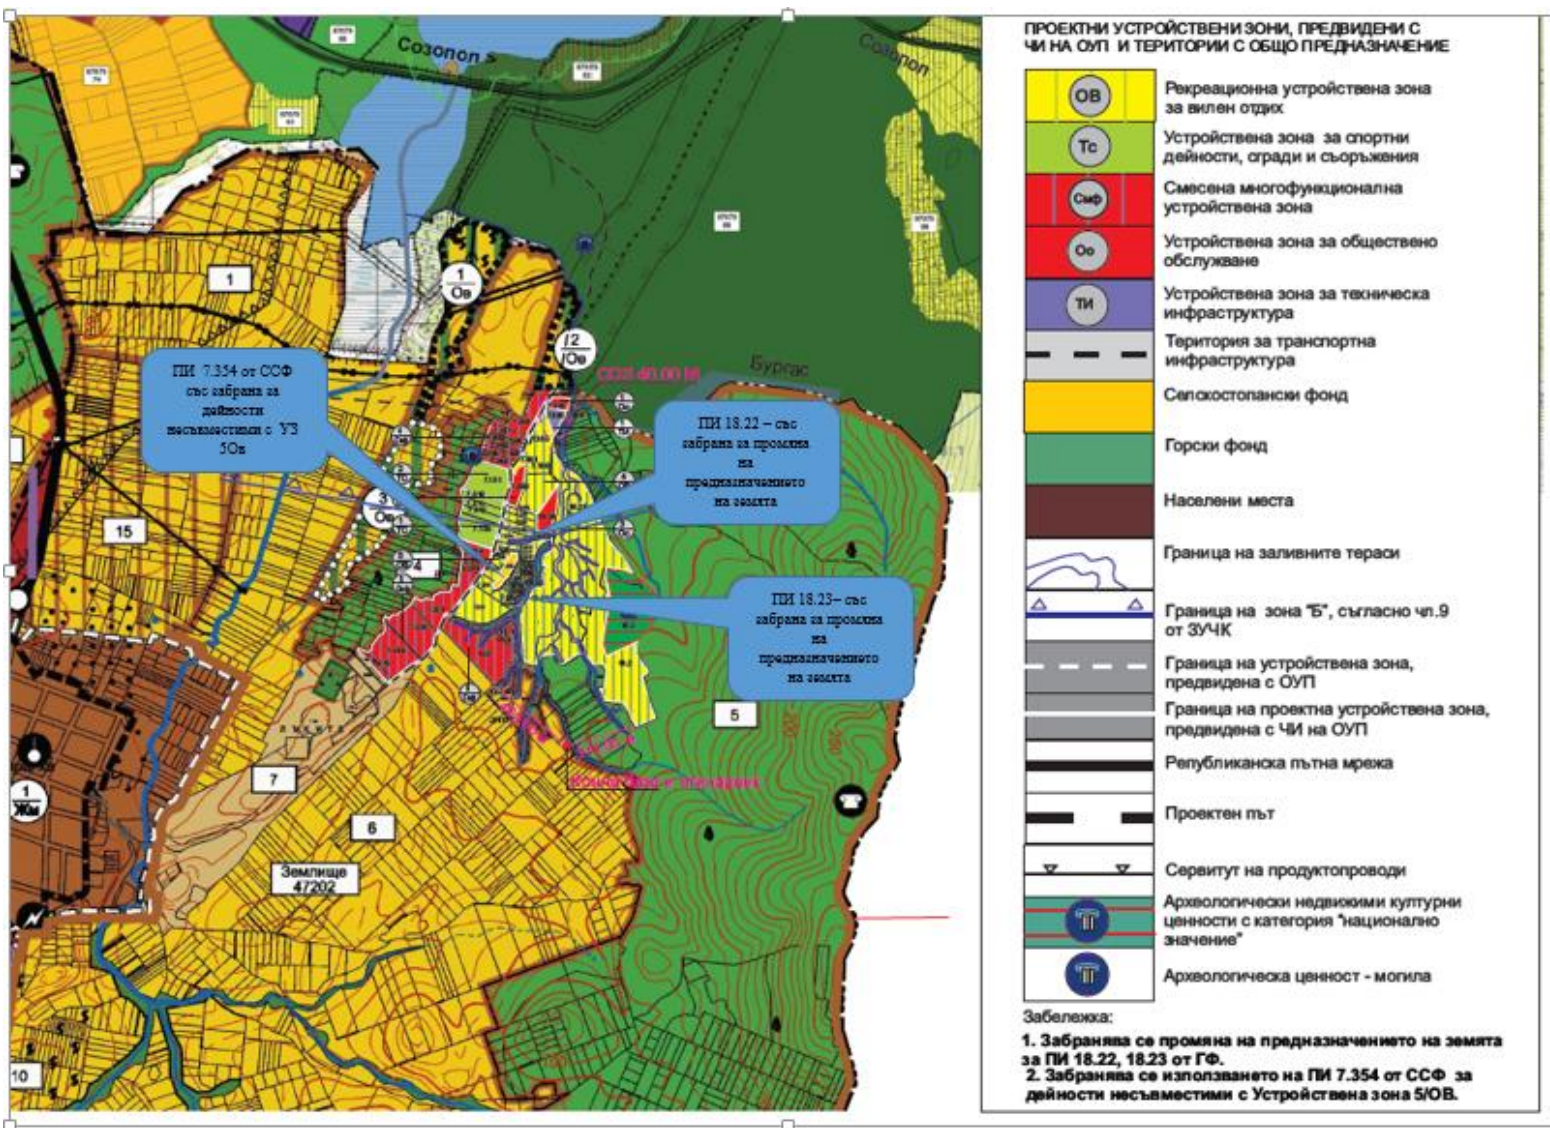 Созопол s
Созопол
1
1
Ов
12
/Ов
Бургас
ПИ 7.354 от ССФ
със забрана за
дейности
несъвместими с УЗ
5Ов
ПИ 18.22 – със
забрана за промяна
на
предназначението
на земята
3
Ов
15
4
ПИ 18.23– със
забрана за промяна
на
предназначението
на земята
5
7
1
Жм
6
Землище
47202
10
ПРОЕКТНИ УСТРОЙСТВЕНИ ЗОНИ, ПРЕДВИДЕНИ С
ЧИ НА ОУП И ТЕРИТОРИИ С ОБЩО ПРЕДНАЗНАЧЕНИЕ
ОВ
Рекреационна устройствена зона
за вилен отдих
Тс
Устройствена зона за спортни
дейности, сгради и съоръжения
Смф
Смесена многофункционална
устройствена зона
Оо
Устройствена зона за обществено
обслужване
ТИ
Устройствена зона за техническа
инфраструктура
Територия за транспортна
инфраструктура
Селскостопански фонд
Горски фонд
Населени места
Граница на заливните тераси
Граница на зона "Б", съгласно чл.9
от ЗУЧК
Граница на устройствена зона,
предвидена с ОУП
Граница на проектна устройствена зона,
предвидена с ЧИ на ОУП
Републиканска пътна мрежа
Проектен път
Сервитут на продуктопроводи
Археологически недвижими културни
ценности с категория "национално
значение"
Археологическа ценност - могила
Забележка:
1. Забранява се промяна на предназначението на земята
за ПИ 18.22, 18.23 от ГФ.
2. Забранява се използването на ПИ 7.354 от ССФ за
дейности несъвместими с Устройствена зона 5/ОВ.